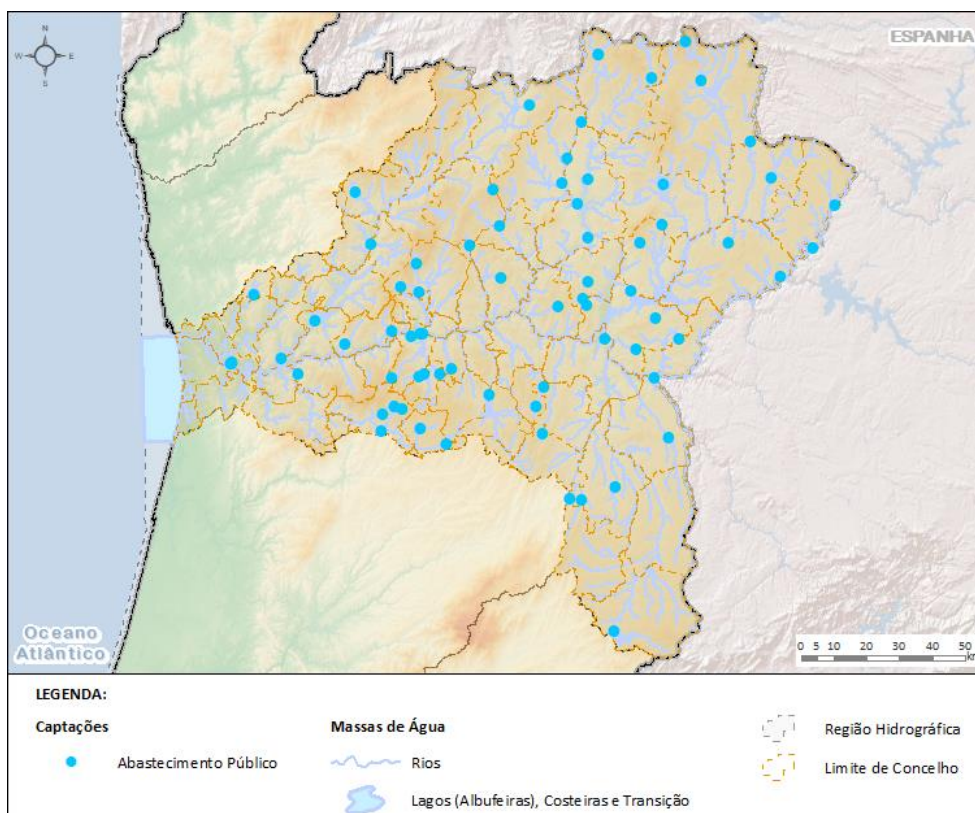 N
W E
S
ESPANHA
Oceano
Atlântico
0 5 10 20 30 40 50
km
LEGENDA:
Captações
Abastecimento Público
Massas de Água
Rios
Lagos (Albufeiras), Costeiras e Transição
Região Hidrográfica
Limite de Concelho